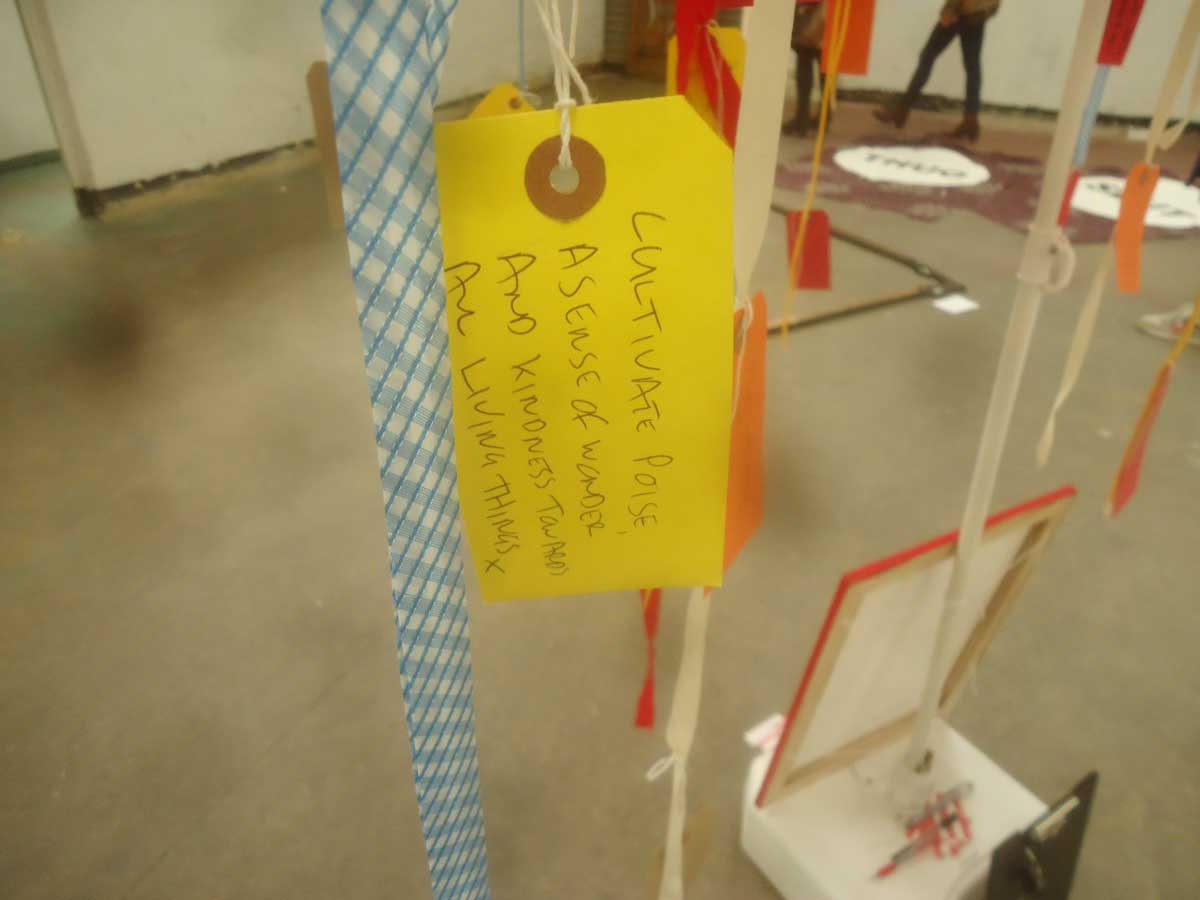 CULTIVATE POISE,
A SENSE OF WONDER
AND KINDNESS TOWARDS
ALL LIVING THINGS x